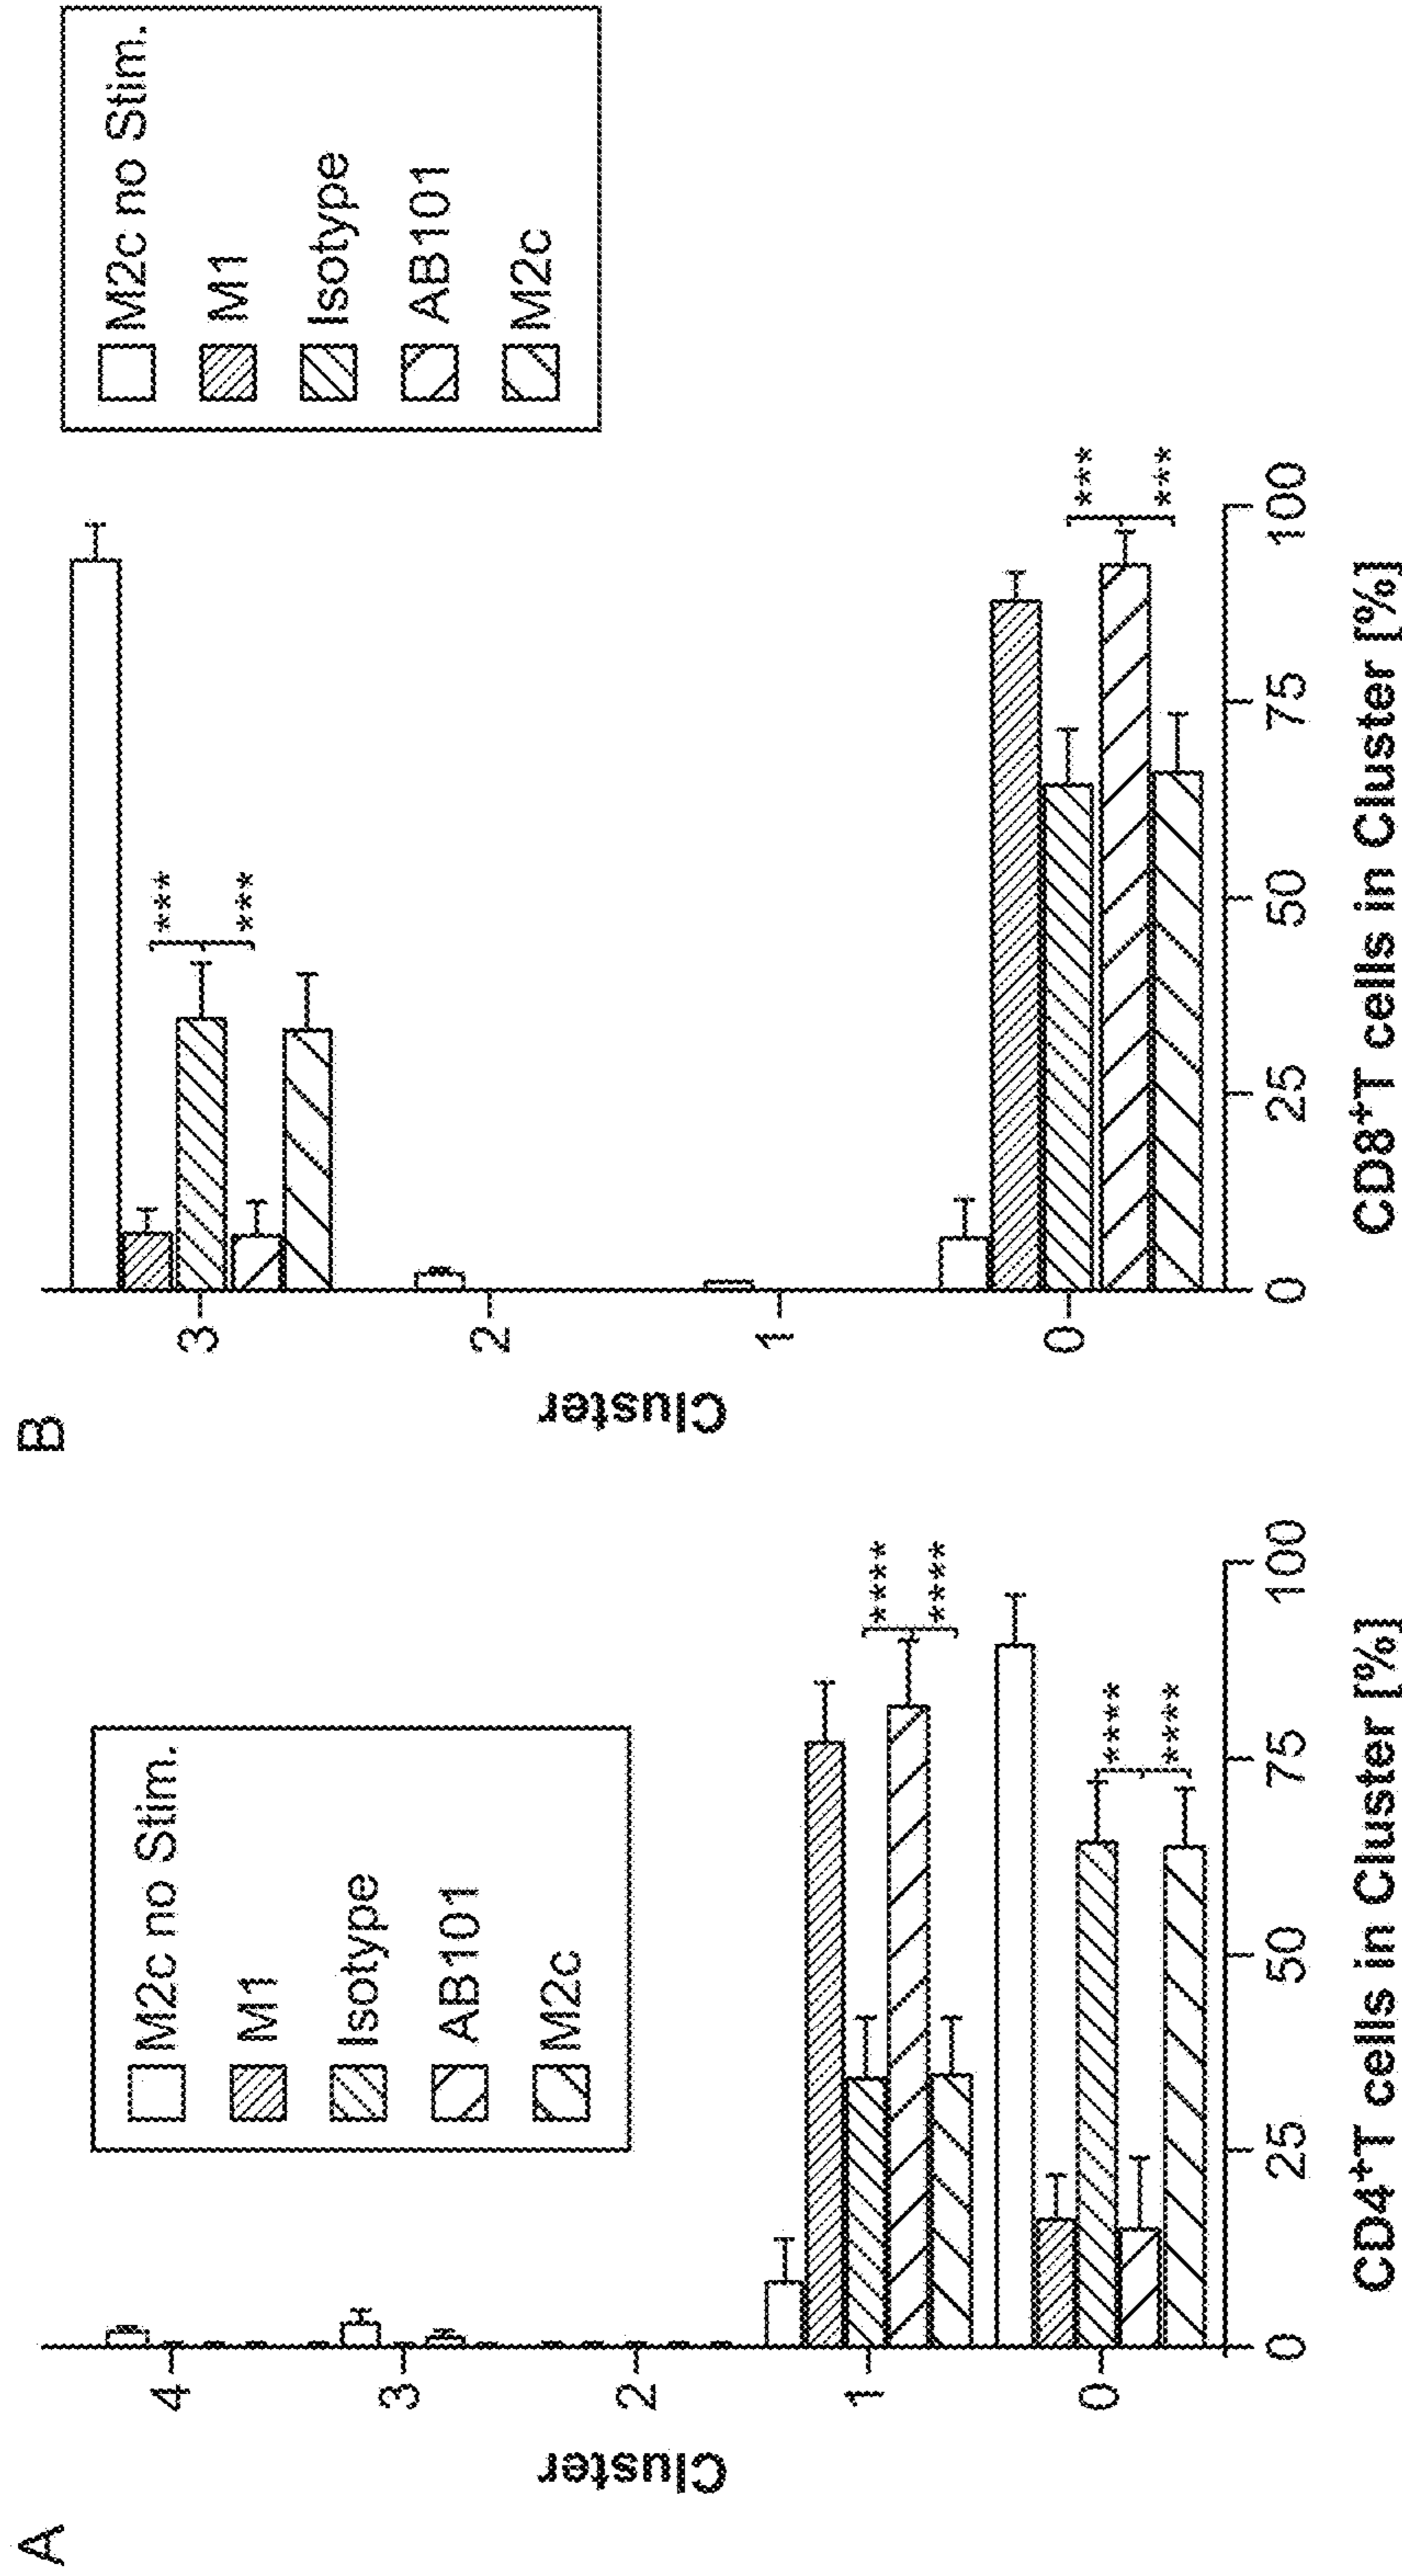 A
M2c no Stim.
M1
Isotype
AB101
M2c
4
3
2
1
0
Cluster
****
****
****
****
0
25
50
75
100
CD4+T cells in Cluster [%]
B
M2c no Stim.
M1
Isotype
AB101
M2c
3
2
1
0
Cluster
***
***
***
***
0
25
50
75
100
CD8+T cells in Cluster [%]